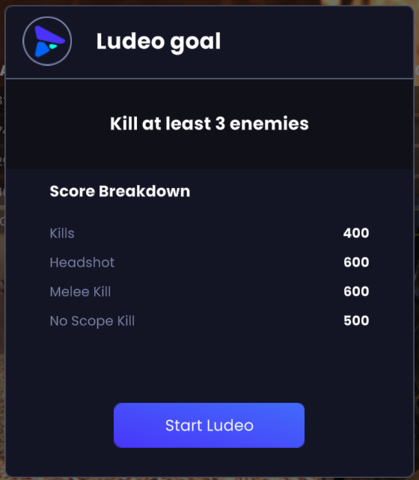 Ludeo goal
Kill at least 3 enemies
Score Breakdown
Kills 400
Headshot 600
Melee Kill 600
No Scope Kill 500
Start Ludeo